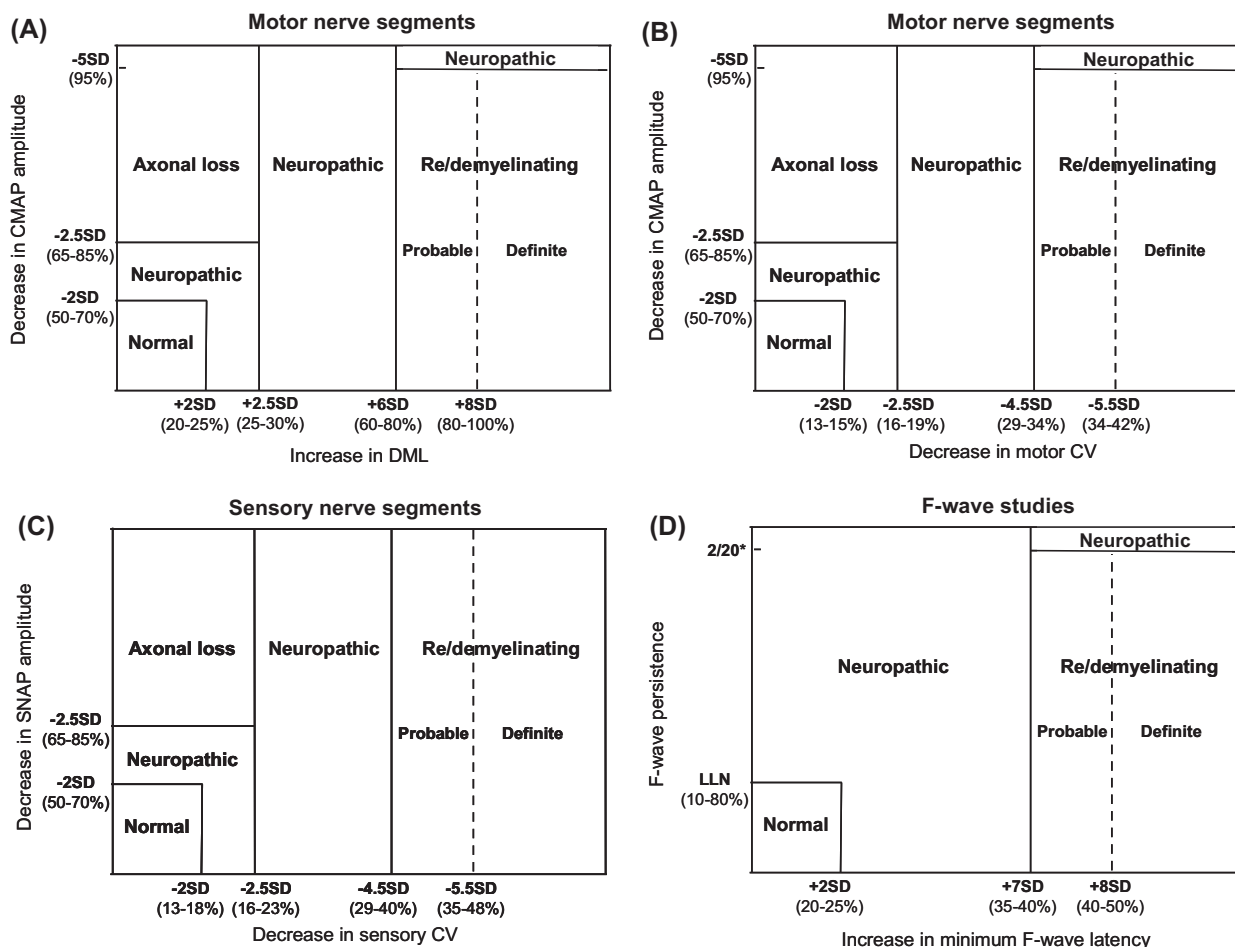 (A)
Motor nerve segments
Decrease in CMAP amplitude
-5SD
(95%)
-2.5SD
(65-85%)
-2SD
(50-70%)
Neuropathic
Axonal loss
Neuropathic
Re/demyelinating
Probable
Definite
Neuropathic
Normal
+2SD
(20-25%)
+2.5SD
(25-30%)
+6SD
(60-80%)
+8SD
(80-100%)
Increase in DML
(B)
Motor nerve segments
Decrease in CMAP amplitude
-5SD
(95%)
-2.5SD
(65-85%)
-2SD
(50-70%)
Neuropathic
Axonal loss
Neuropathic
Re/demyelinating
Probable
Definite
Neuropathic
Normal
-2SD
(13-15%)
-2.5SD
(16-19%)
-4.5SD
(29-34%)
-5.5SD
(34-42%)
Decrease in motor CV
(C)
Sensory nerve segments
Decrease in SNAP amplitude
-2.5SD
(65-85%)
-2SD
(50-70%)
Axonal loss
Neuropathic
Re/demyelinating
Probable
Definite
Neuropathic
Normal
-2SD
(13-18%)
-2.5SD
(16-23%)
-4.5SD
(29-40%)
-5.5SD
(35-48%)
Decrease in sensory CV
(D)
F-wave studies
F-wave persistence
2/20*
LLN
(10-80%)
Neuropathic
Neuropathic
Re/demyelinating
Probable
Definite
Normal
+2SD
(20-25%)
+7SD
(35-40%)
+8SD
(40-50%)
Increase in minimum F-wave latency